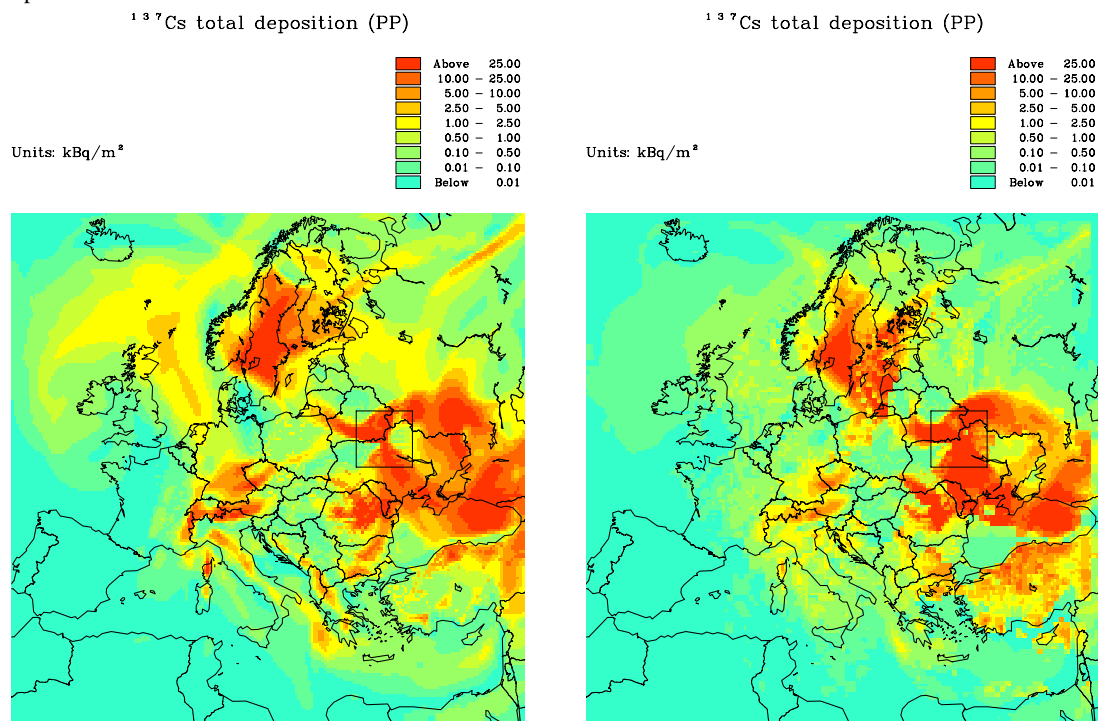 ¹³⁷Cs total deposition (PP)
Above 25.00
10.00 – 25.00
5.00 – 10.00
2.50 – 5.00
1.00 – 2.50
0.50 – 1.00
0.10 – 0.50
0.01 – 0.10
Below 0.01
Units: kBq/m²
¹³⁷Cs total deposition (PP)
Above 25.00
10.00 – 25.00
5.00 – 10.00
2.50 – 5.00
1.00 – 2.50
0.50 – 1.00
0.10 – 0.50
0.01 – 0.10
Below 0.01
Units: kBq/m²